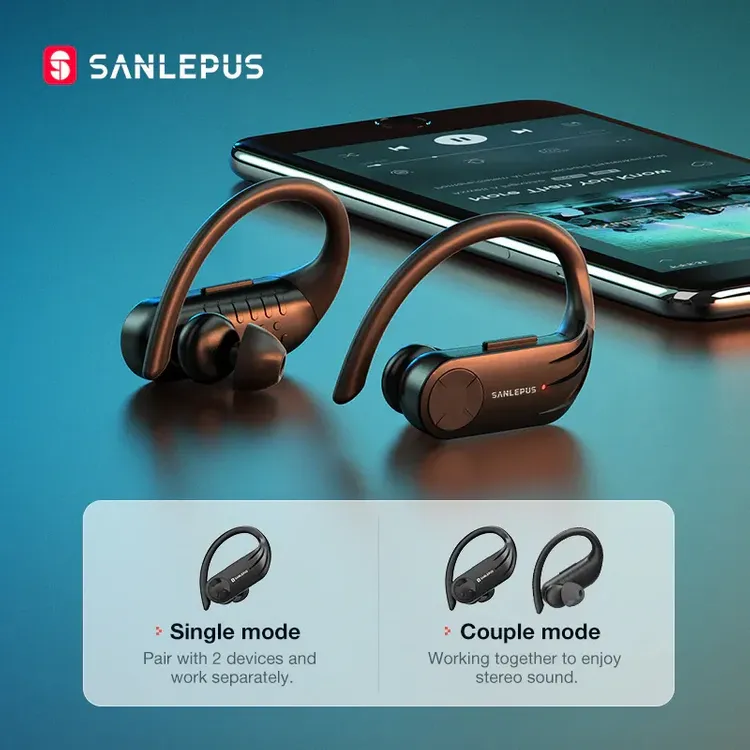 SANLEPUS
SANLEPUS
SANLEPUS
Single mode
Pair with 2 devices and
work separately.
Couple mode
Working together to enjoy
stereo sound.